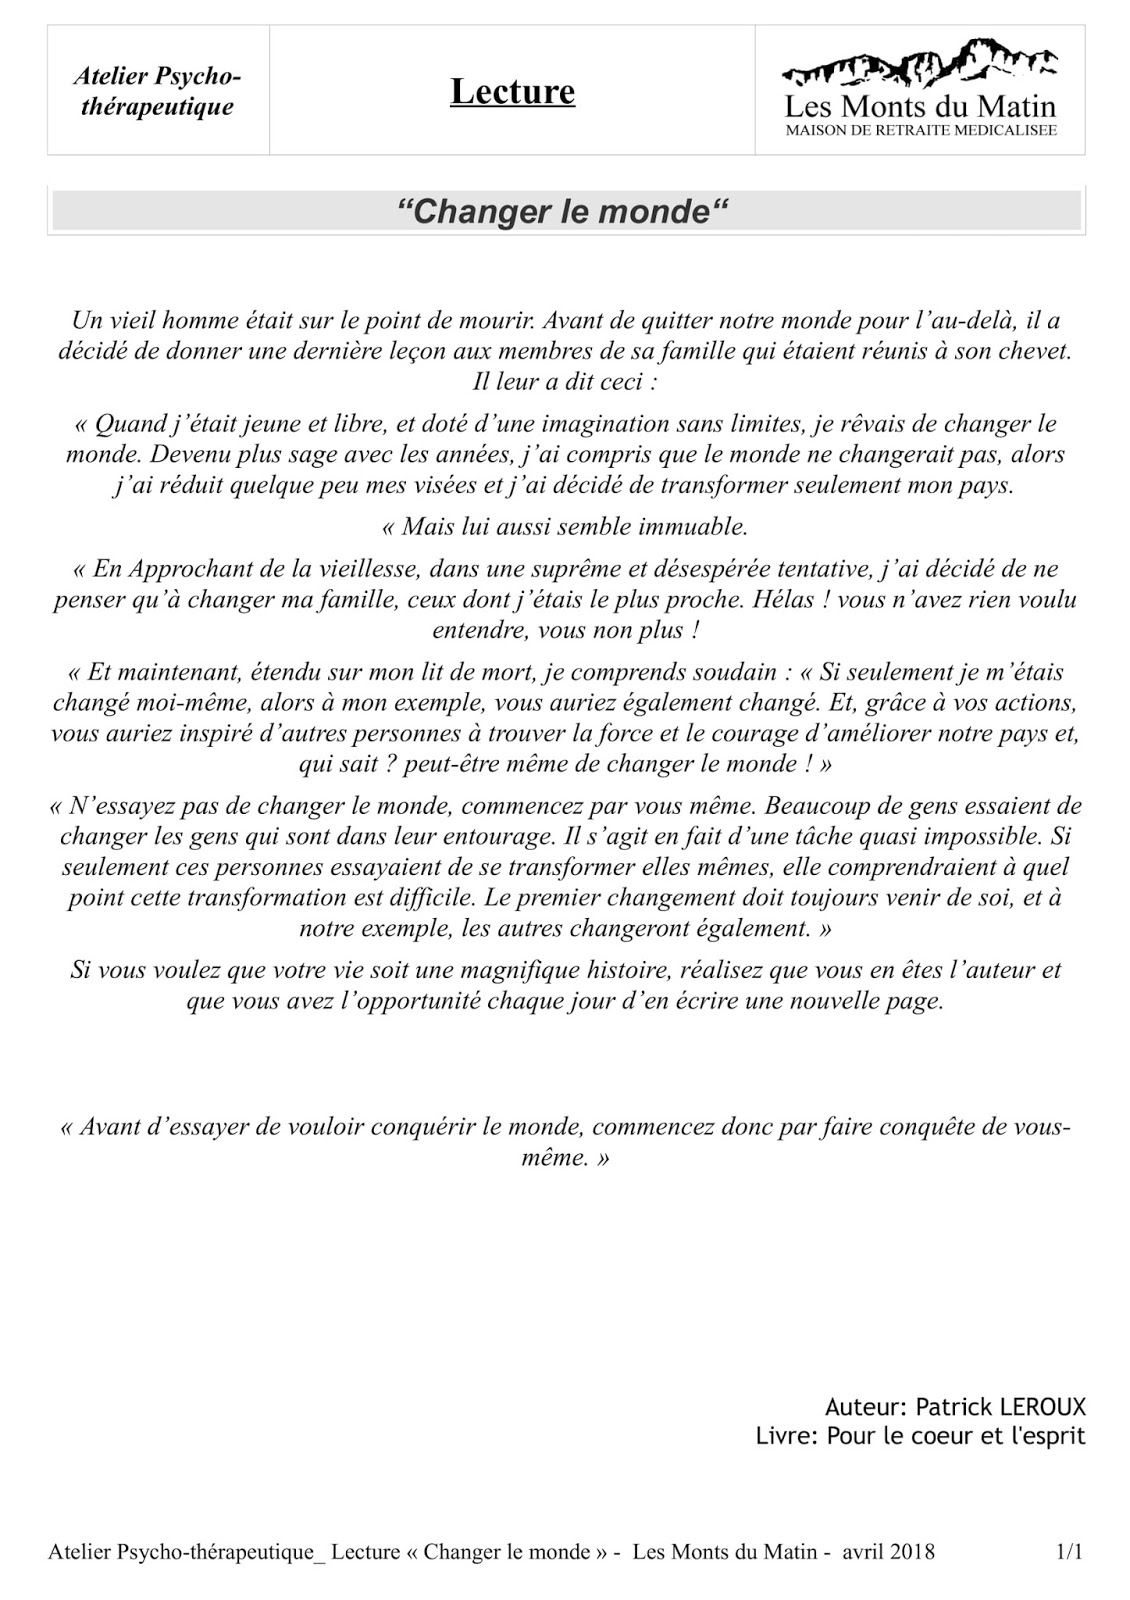 Atelier Psycho-
thérapeutique
Lecture
Les Monts du Matin
MAISON DE RETRAITE MEDICALISEE
“Changer le monde“
Un vieil homme était sur le point de mourir. Avant de quitter notre monde pour l’au-delà, il a
décidé de donner une dernière leçon aux membres de sa famille qui étaient réunis à son chevet.
Il leur a dit ceci :
« Quand j’était jeune et libre, et doté d’une imagination sans limites, je rêvais de changer le
monde. Devenu plus sage avec les années, j’ai compris que le monde ne changerait pas, alors
j’ai réduit quelque peu mes visées et j’ai décidé de transformer seulement mon pays.
« Mais lui aussi semble immuable.
« En Approchant de la vieillesse, dans une suprême et désespérée tentative, j’ai décidé de ne
penser qu’à changer ma famille, ceux dont j’étais le plus proche. Hélas ! vous n’avez rien voulu
entendre, vous non plus !
« Et maintenant, étendu sur mon lit de mort, je comprends soudain : « Si seulement je m’étais
changé moi-même, alors à mon exemple, vous auriez également changé. Et, grâce à vos actions,
vous auriez inspiré d’autres personnes à trouver la force et le courage d’améliorer notre pays et,
qui sait ? peut-être même de changer le monde ! »
« N’essayez pas de changer le monde, commencez par vous même. Beaucoup de gens essaient de
changer les gens qui sont dans leur entourage. Il s’agit en fait d’une tâche quasi impossible. Si
seulement ces personnes essayaient de se transformer elles mêmes, elle comprendraient à quel
point cette transformation est difficile. Le premier changement doit toujours venir de soi, et à
notre exemple, les autres changeront également. »
Si vous voulez que votre vie soit une magnifique histoire, réalisez que vous en êtes l’auteur et
que vous avez l’opportunité chaque jour d’en écrire une nouvelle page.
« Avant d’essayer de vouloir conquérir le monde, commencez donc par faire conquête de vous-
même. »
Auteur: Patrick LEROUX
Livre: Pour le coeur et l'esprit
Atelier Psycho-thérapeutique_ Lecture « Changer le monde » - Les Monts du Matin - avril 2018 1/1